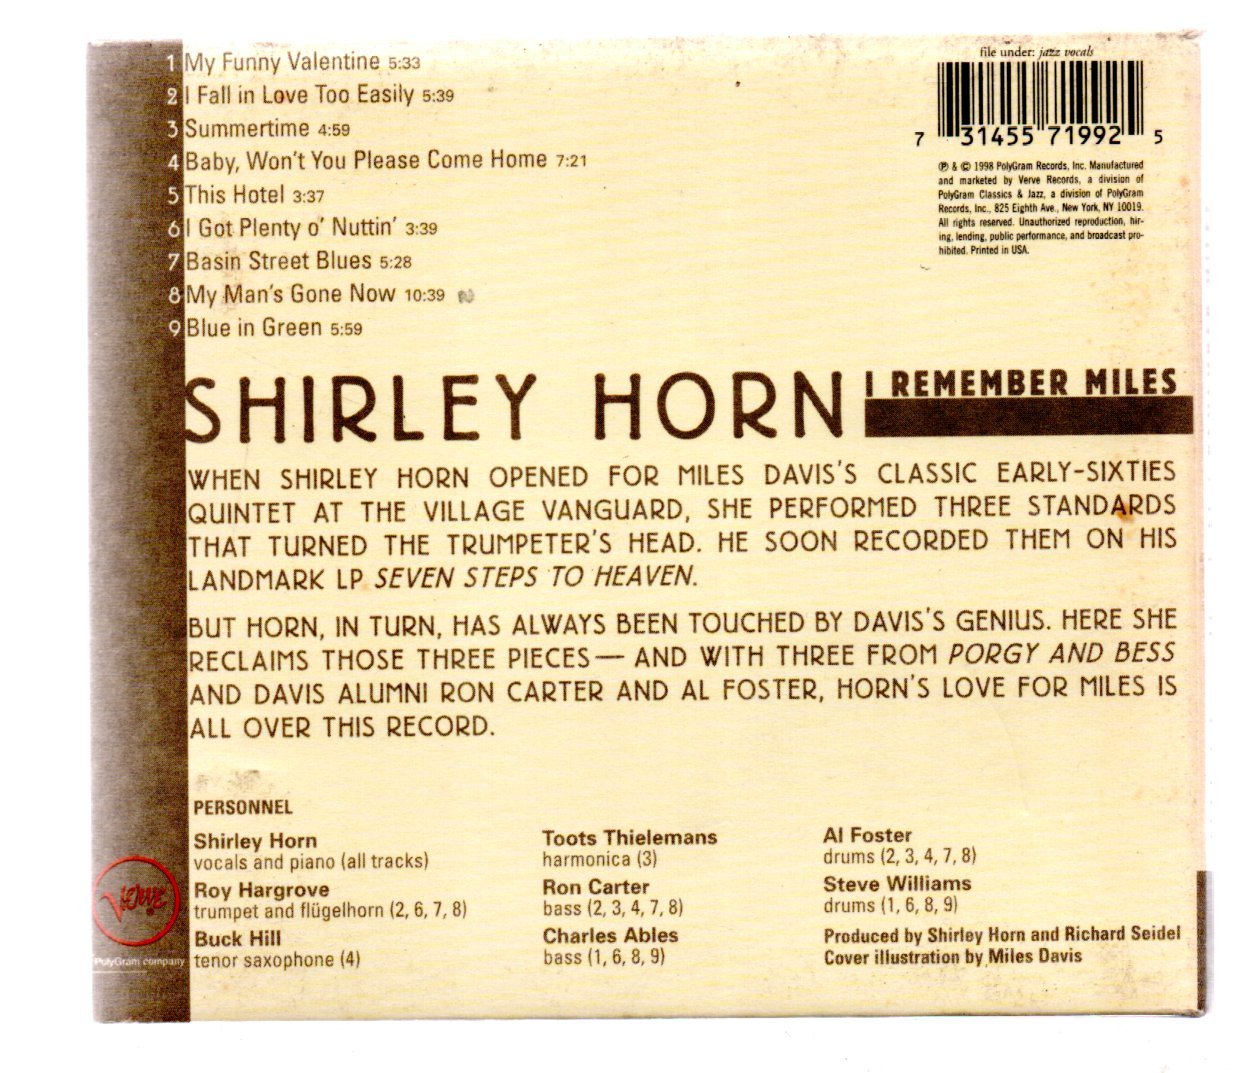 1 My Funny Valentine 5:33
2 I Fall in Love Too Easily 5:39
3 Summertime 4:59
4 Baby, Won't You Please Come Home 7:21
5 This Hotel 3:37
6 I Got Plenty o' Nuttin' 3:39
7 Basin Street Blues 5:28
8 My Man's Gone Now 10:39
9 Blue in Green 5:59
file under: jazz vocals
7 31455 71992 5
℗ & © 1998 PolyGram Records, Inc. Manufactured
and marketed by Verve Records, a division of
PolyGram Classics & Jazz, a division of PolyGram
Records, Inc., 825 Eighth Ave., New York, NY 10019.
All rights reserved. Unauthorized reproduction, hir-
ing, lending, public performance, and broadcast pro-
hibited. Printed in USA.
SHIRLEY HORN I REMEMBER MILES
WHEN SHIRLEY HORN OPENED FOR MILES DAVIS'S CLASSIC EARLY-SIXTIES
QUINTET AT THE VILLAGE VANGUARD, SHE PERFORMED THREE STANDARDS
THAT TURNED THE TRUMPETER'S HEAD. HE SOON RECORDED THEM ON HIS
LANDMARK LP SEVEN STEPS TO HEAVEN.
BUT HORN, IN TURN, HAS ALWAYS BEEN TOUCHED BY DAVIS'S GENIUS. HERE SHE
RECLAIMS THOSE THREE PIECES— AND WITH THREE FROM PORGY AND BESS
AND DAVIS ALUMNI RON CARTER AND AL FOSTER, HORN'S LOVE FOR MILES IS
ALL OVER THIS RECORD.
PERSONNEL
Shirley Horn
vocals and piano (all tracks)
Roy Hargrove
trumpet and flügelhorn (2, 6, 7, 8)
Buck Hill
tenor saxophone (4)
Toots Thielemans
harmonica (3)
Ron Carter
bass (2, 3, 4, 7, 8)
Charles Ables
bass (1, 6, 8, 9)
Al Foster
drums (2, 3, 4, 7, 8)
Steve Williams
drums (1, 6, 8, 9)
Produced by Shirley Horn and Richard Seidel
Cover illustration by Miles Davis
Verve
PolyGram company